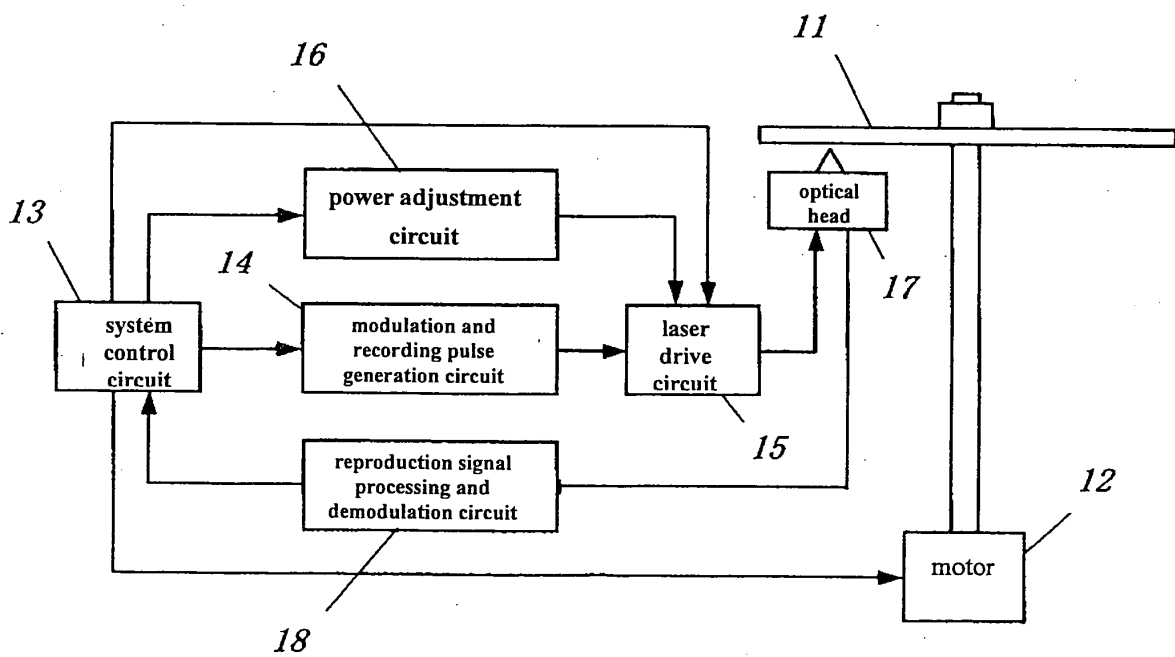 11
16
power adjustment
circuit
optical
head
13
14
17
system
control
circuit
modulation and
recording pulse
generation circuit
laser
drive
circuit
15
reproduction signal
processing and
demodulation circuit
12
motor
18